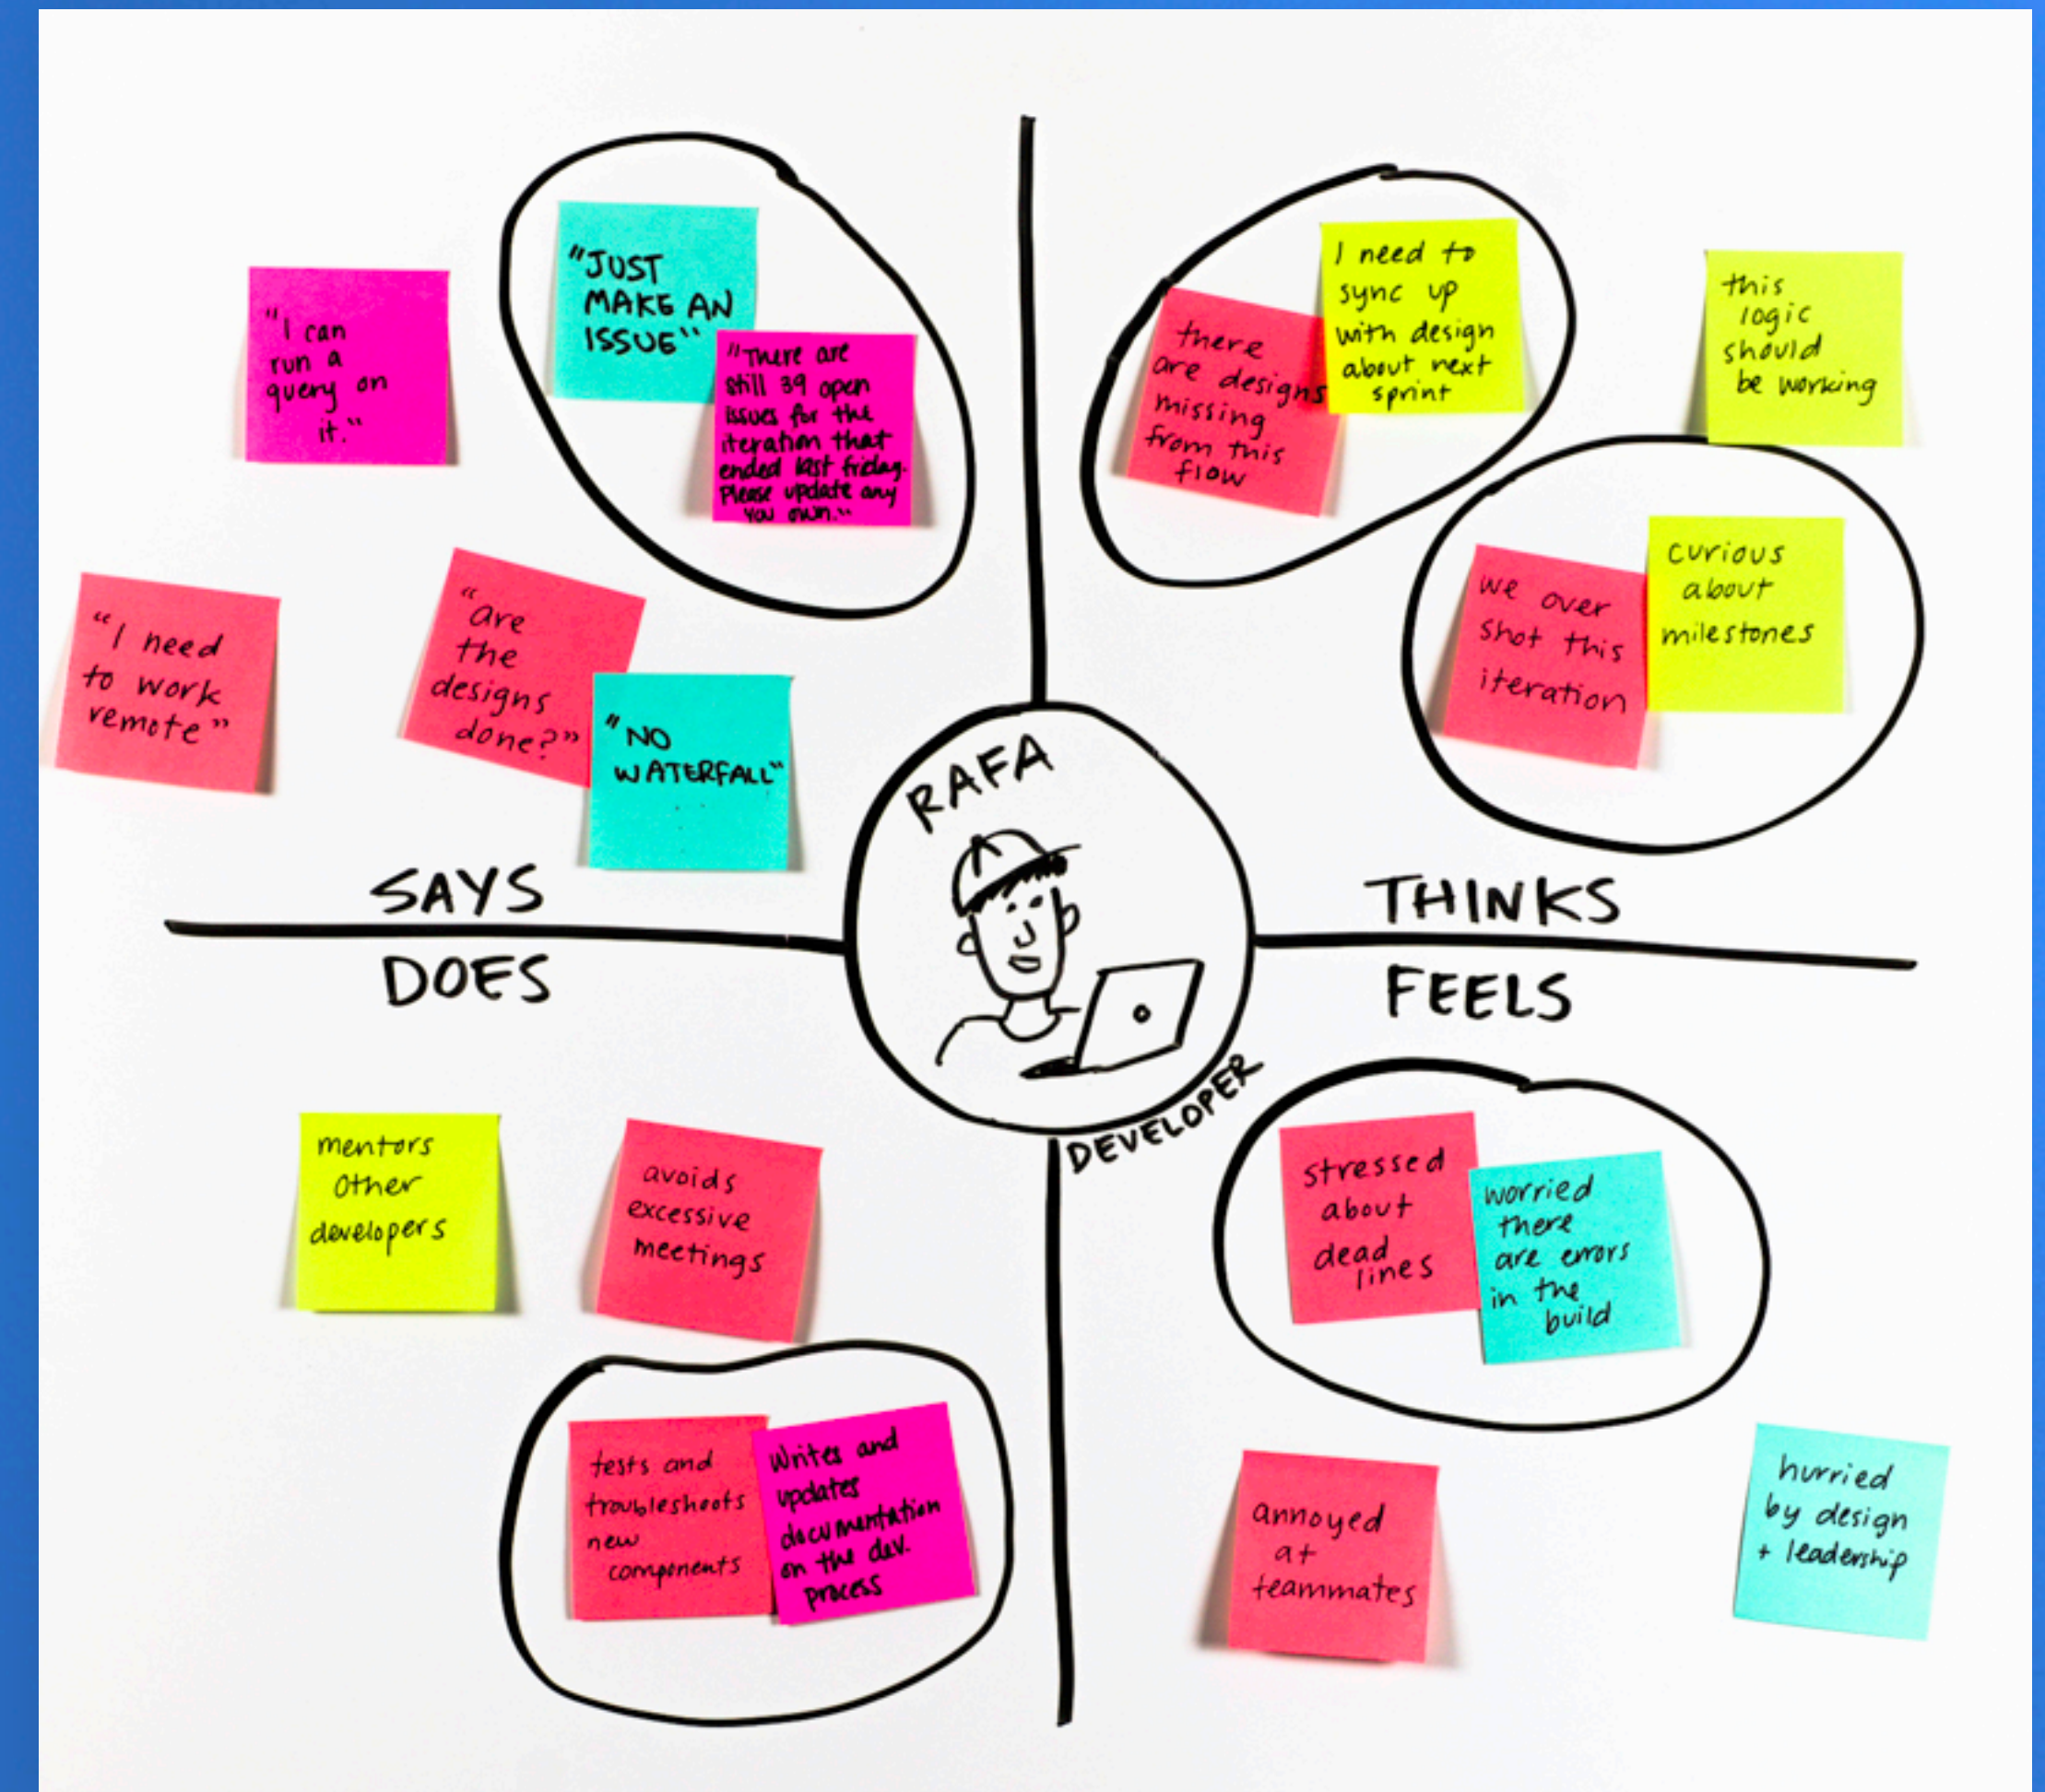 "I can
run a
query on
it."
"JUST
MAKE AN
ISSUE"
"There are
still 39 open
issues for the
iteration that
ended last friday.
Please update any
you own."
"I need
to work
remote"
"are
the
designs
done?"
"NO
WATERFALL"
SAYS
there
are designs
missing
from this
flow
I need to
sync up
with design
about next
sprint
this
logic
should
be working
we over
shot this
iteration
curious
about
milestones
THINKS
RAFA
DEVELOPER
DOES
mentors
other
developers
avoids
excessive
meetings
tests and
troubleshoots
new
components
Writes and
updates
documentation
on the dev.
process
FEELS
stressed
about
dead
lines
worried
there
are errors
in the
build
annoyed
at
teammates
hurried
by design
+ leadership